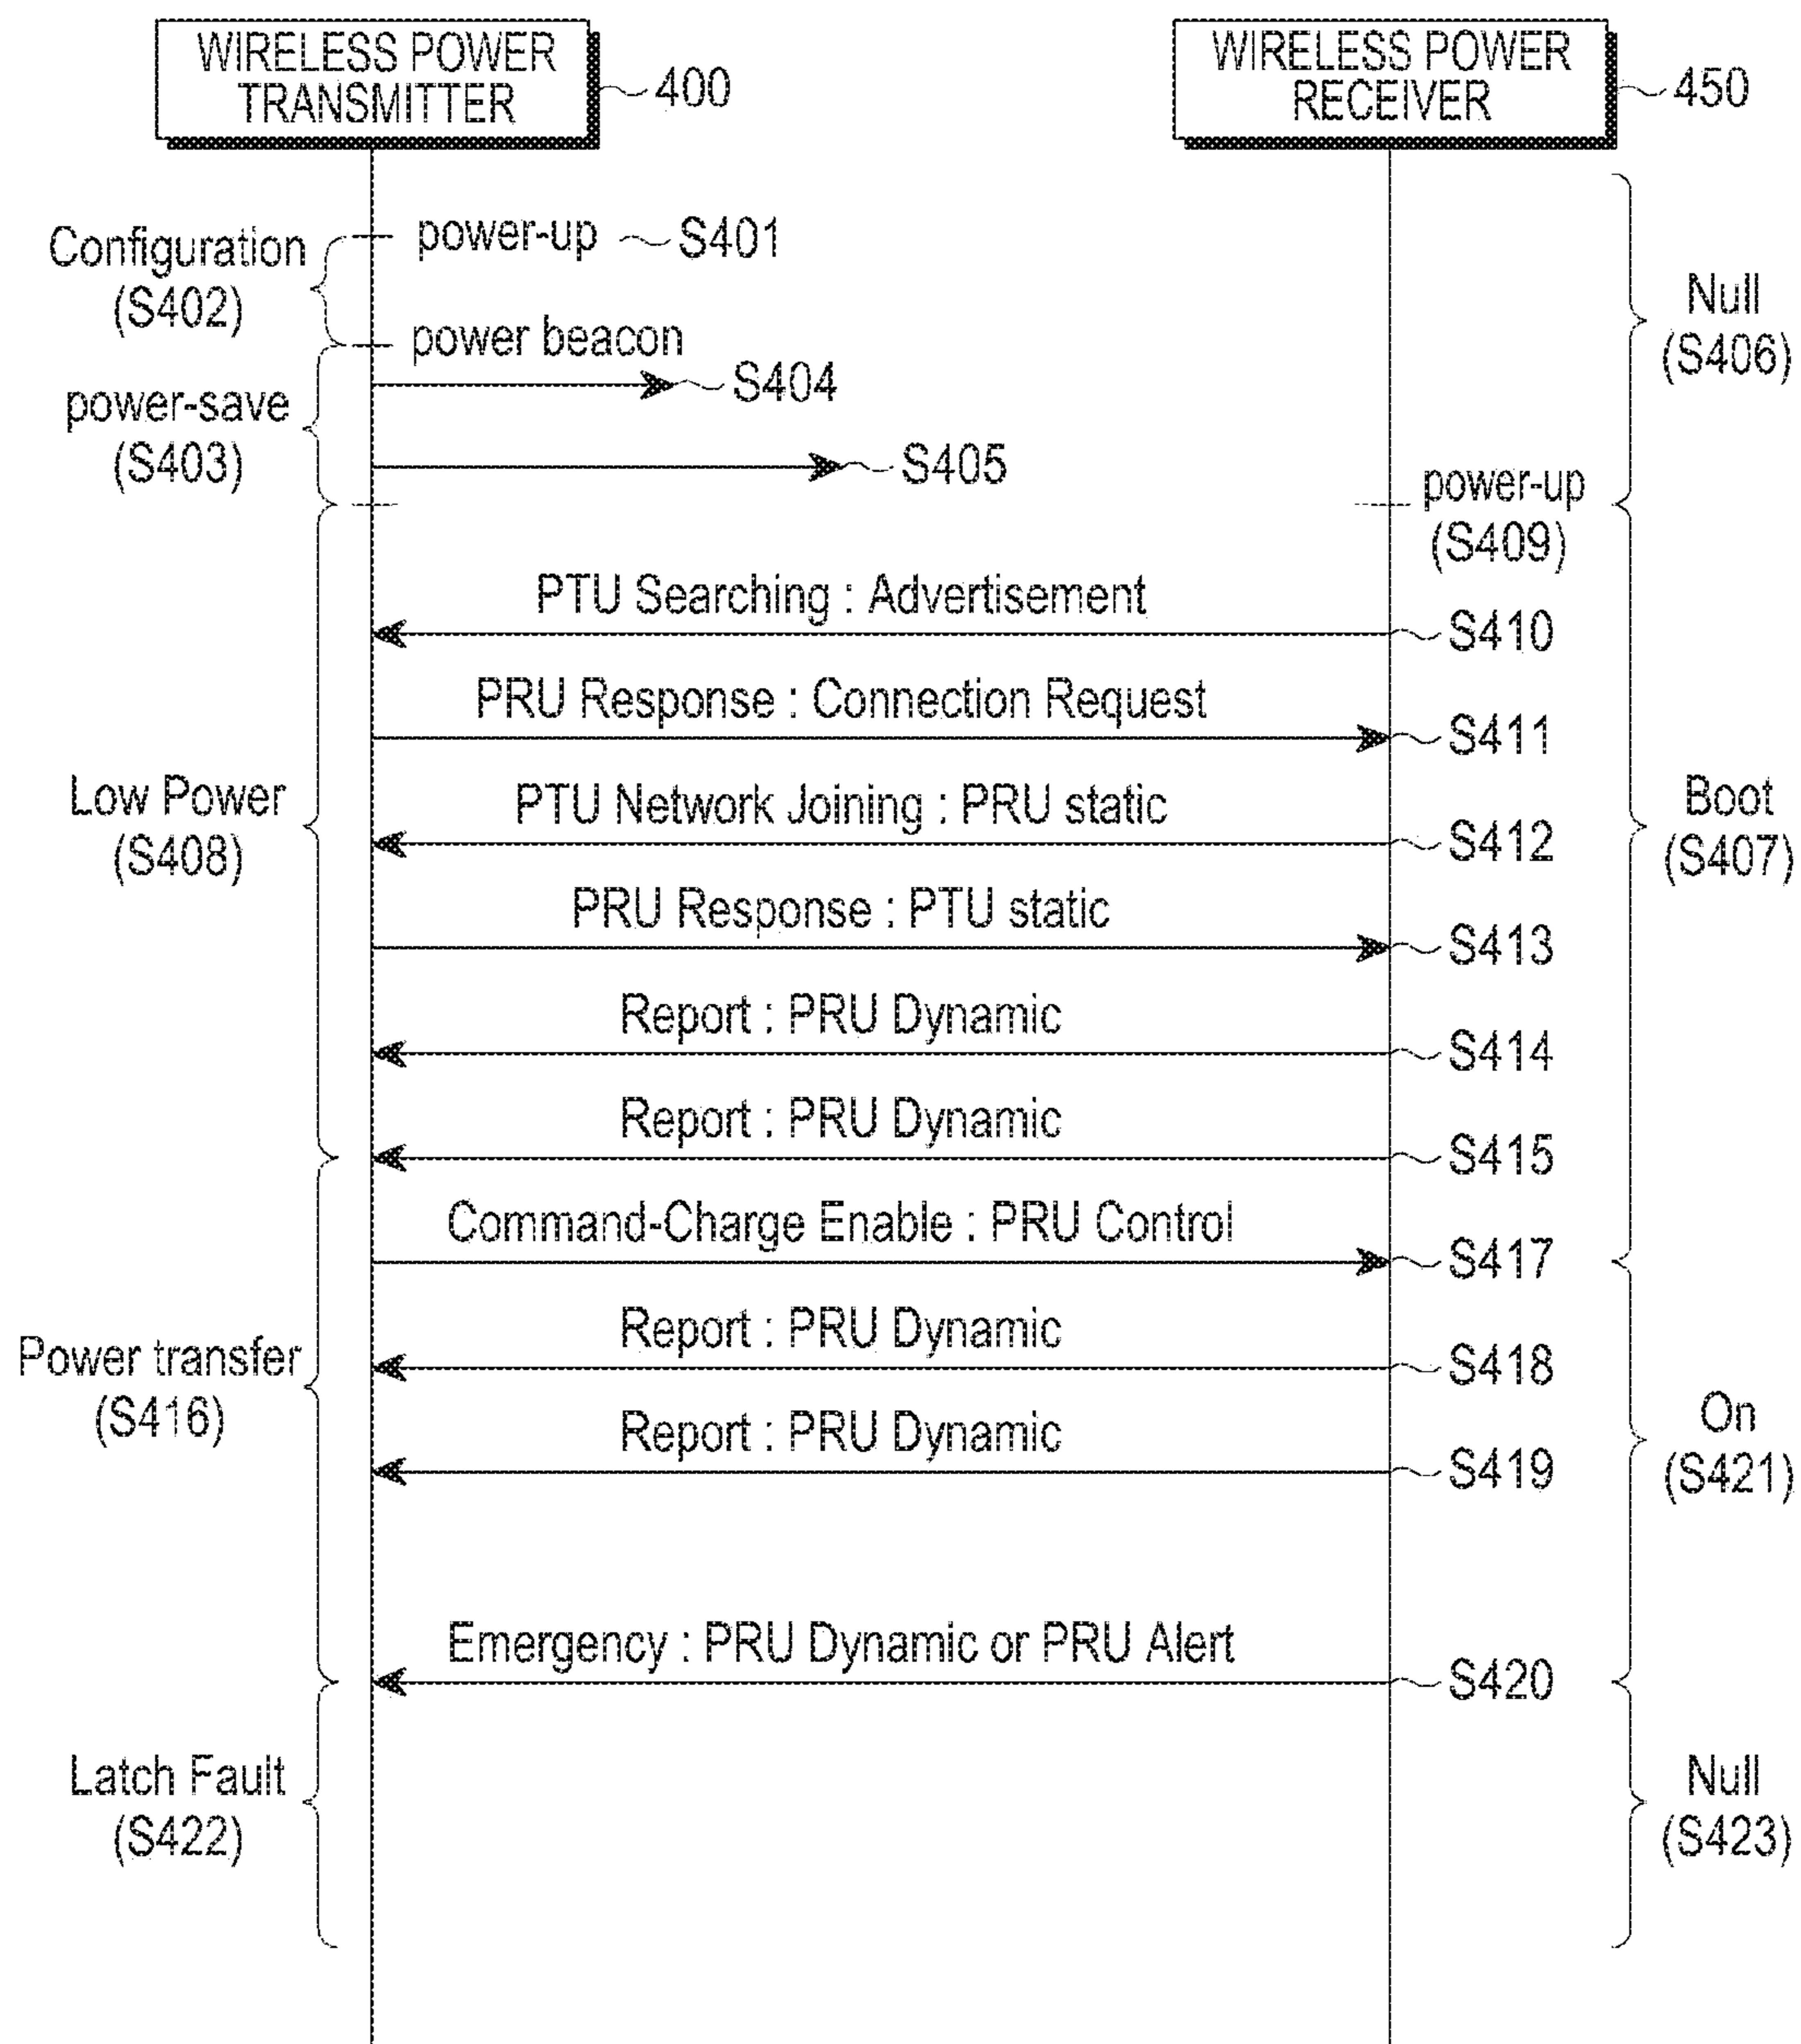 WIRELESS POWER
TRANSMITTER
400
WIRELESS POWER
RECEIVER
450
Configuration
(S402)
power-up
S401
Null
(S406)
power beacon
S404
power-save
(S403)
S405
power-up
(S409)
PTU Searching : Advertisement
S410
PRU Response : Connection Request
S411
Low Power
(S408)
PTU Network Joining : PRU static
S412
Boot
(S407)
PRU Response : PTU static
S413
Report : PRU Dynamic
S414
Report : PRU Dynamic
S415
Command-Charge Enable : PRU Control
S417
Power transfer
(S416)
Report : PRU Dynamic
S418
Report : PRU Dynamic
S419
On
(S421)
Emergency : PRU Dynamic or PRU Alert
S420
Latch Fault
(S422)
Null
(S423)